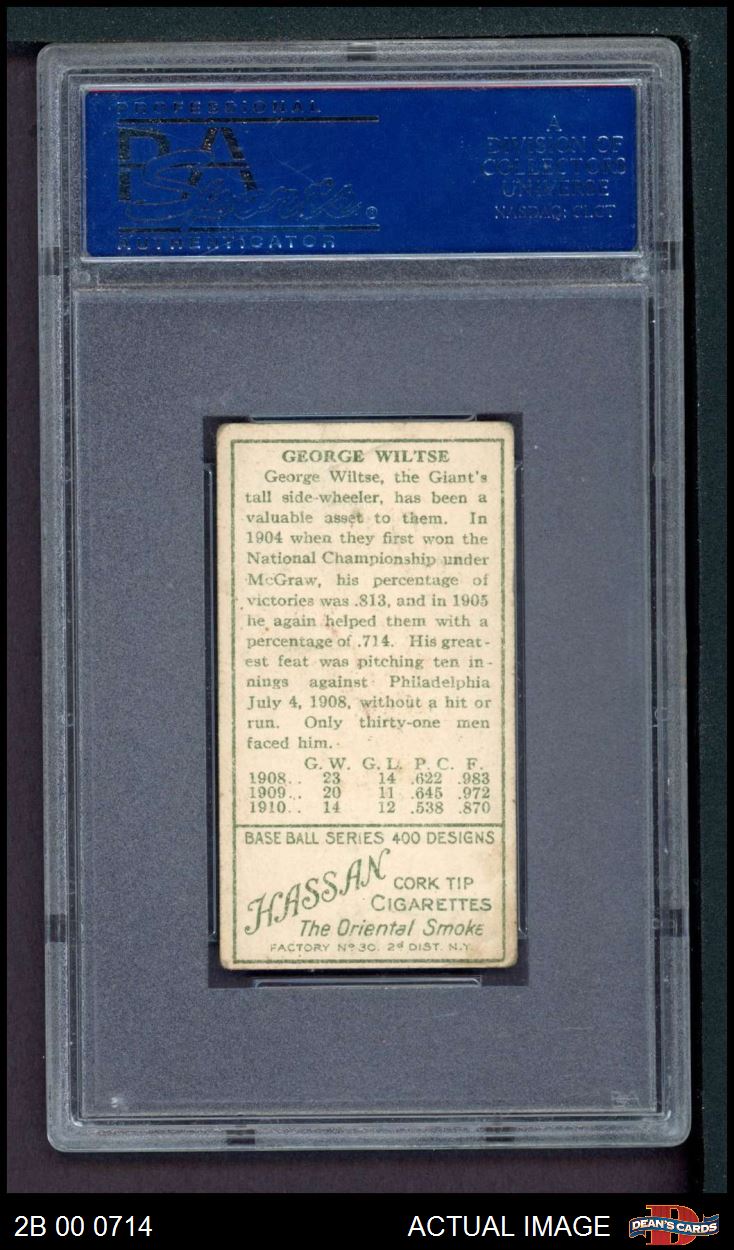 PROFESSIONAL
PSA
Sports ®
AUTHENTICATOR
A
DIVISION OF
COLLECTORS
UNIVERSE
NASDAQ: CLCT
GEORGE WILTSE
George Wiltse, the Giant's
tall side-wheeler, has been a
valuable asset to them. In
1904 when they first won the
National Championship under
McGraw, his percentage of
victories was .813, and in 1905
he again helped them with a
percentage of .714. His great-
est feat was pitching ten in-
nings against Philadelphia
July 4, 1908, without a hit or
run. Only thirty-one men
faced him.
G. W. G. L. P. C. F.
1908.. 23 14 .622 .983
1909.. 20 11 .645 .972
1910.. 14 12 .538 .870
BASE BALL SERIES 400 DESIGNS
HASSAN
CORK TIP
CIGARETTES
The Oriental Smoke
FACTORY Nº 30. 2d DIST. N.Y.
PSA
2B 00 0714 ACTUAL IMAGE
DEAN'S CARDS